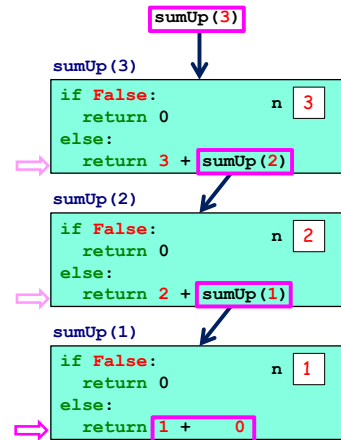 sumUp(3)
sumUp(3)
if False: n 3
return 0
else:
return 3 + sumUp(2)
sumUp(2)
if False: n 2
return 0
else:
return 2 + sumUp(1)
sumUp(1)
if False: n 1
return 0
else:
return 1 + 0